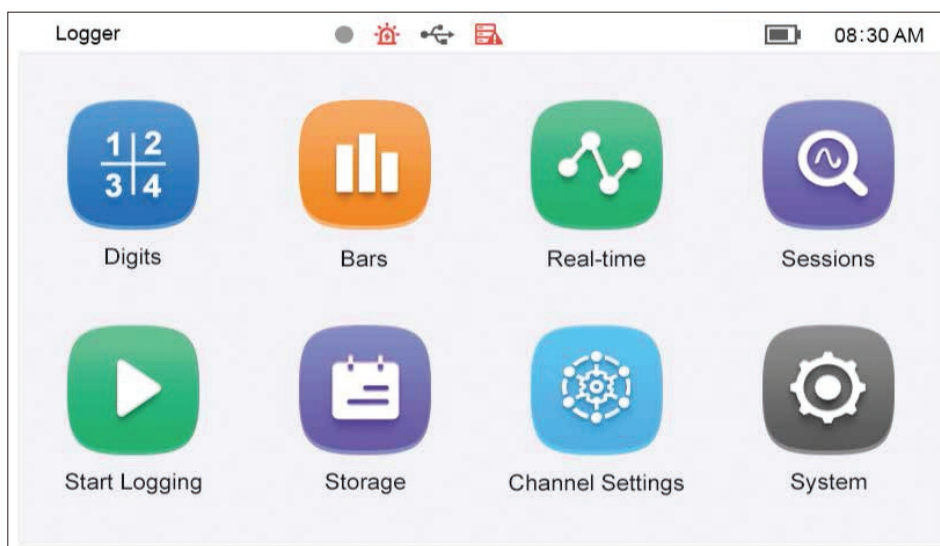 Logger 08:30 AM
1 2
3 4
Digits Bars Real-time Sessions
Start Logging Storage Channel Settings System